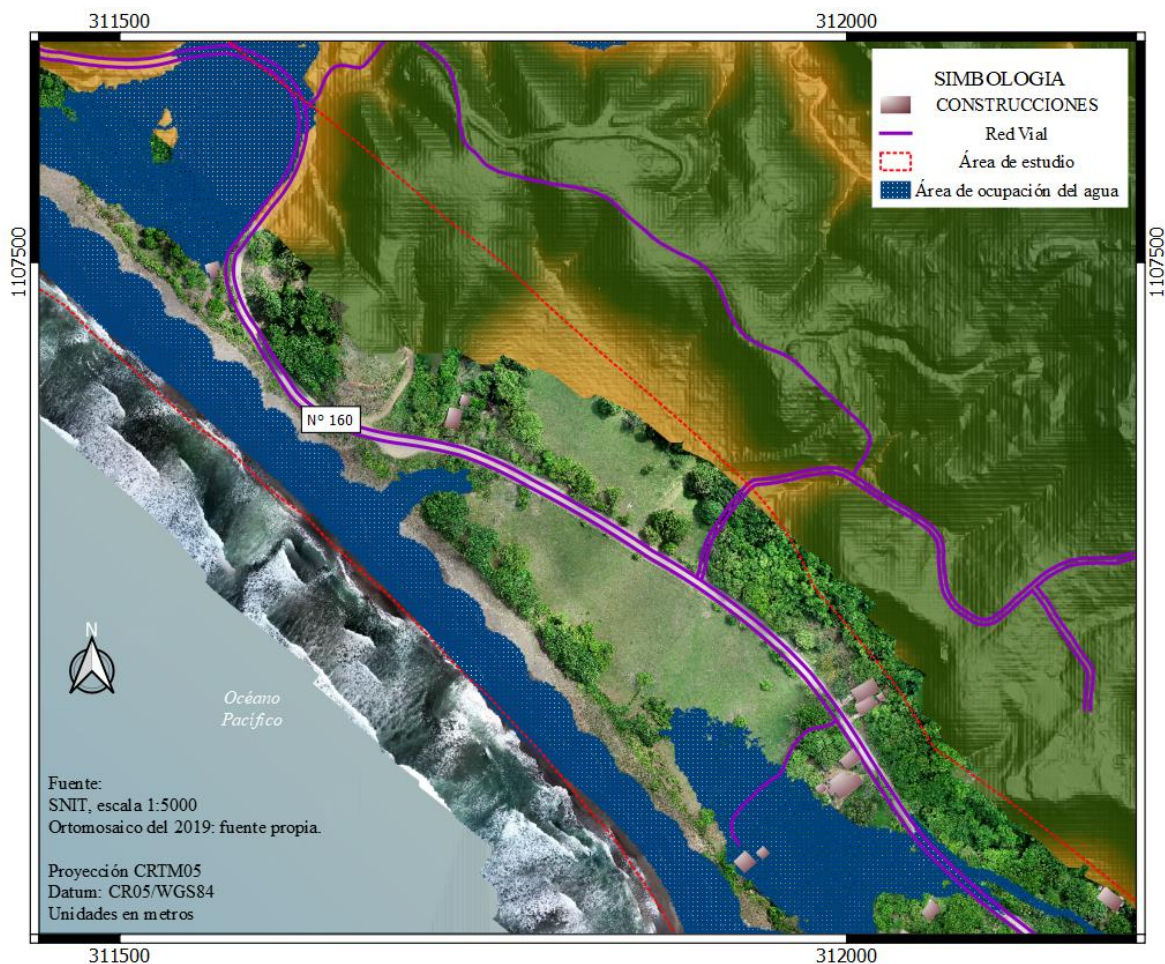 311500
312000
SIMBOLOGIA
CONSTRUCCIONES
Red Vial
Área de estudio
Área de ocupación del agua
1107500
1107500
Nº 160
N
Océano
Pacífico
Fuente:
SNIT, escala 1:5000
Ortomosaico del 2019: fuente propia.
Proyección CRTM05
Datum: CR05/WGS84
Unidades en metros
311500
312000